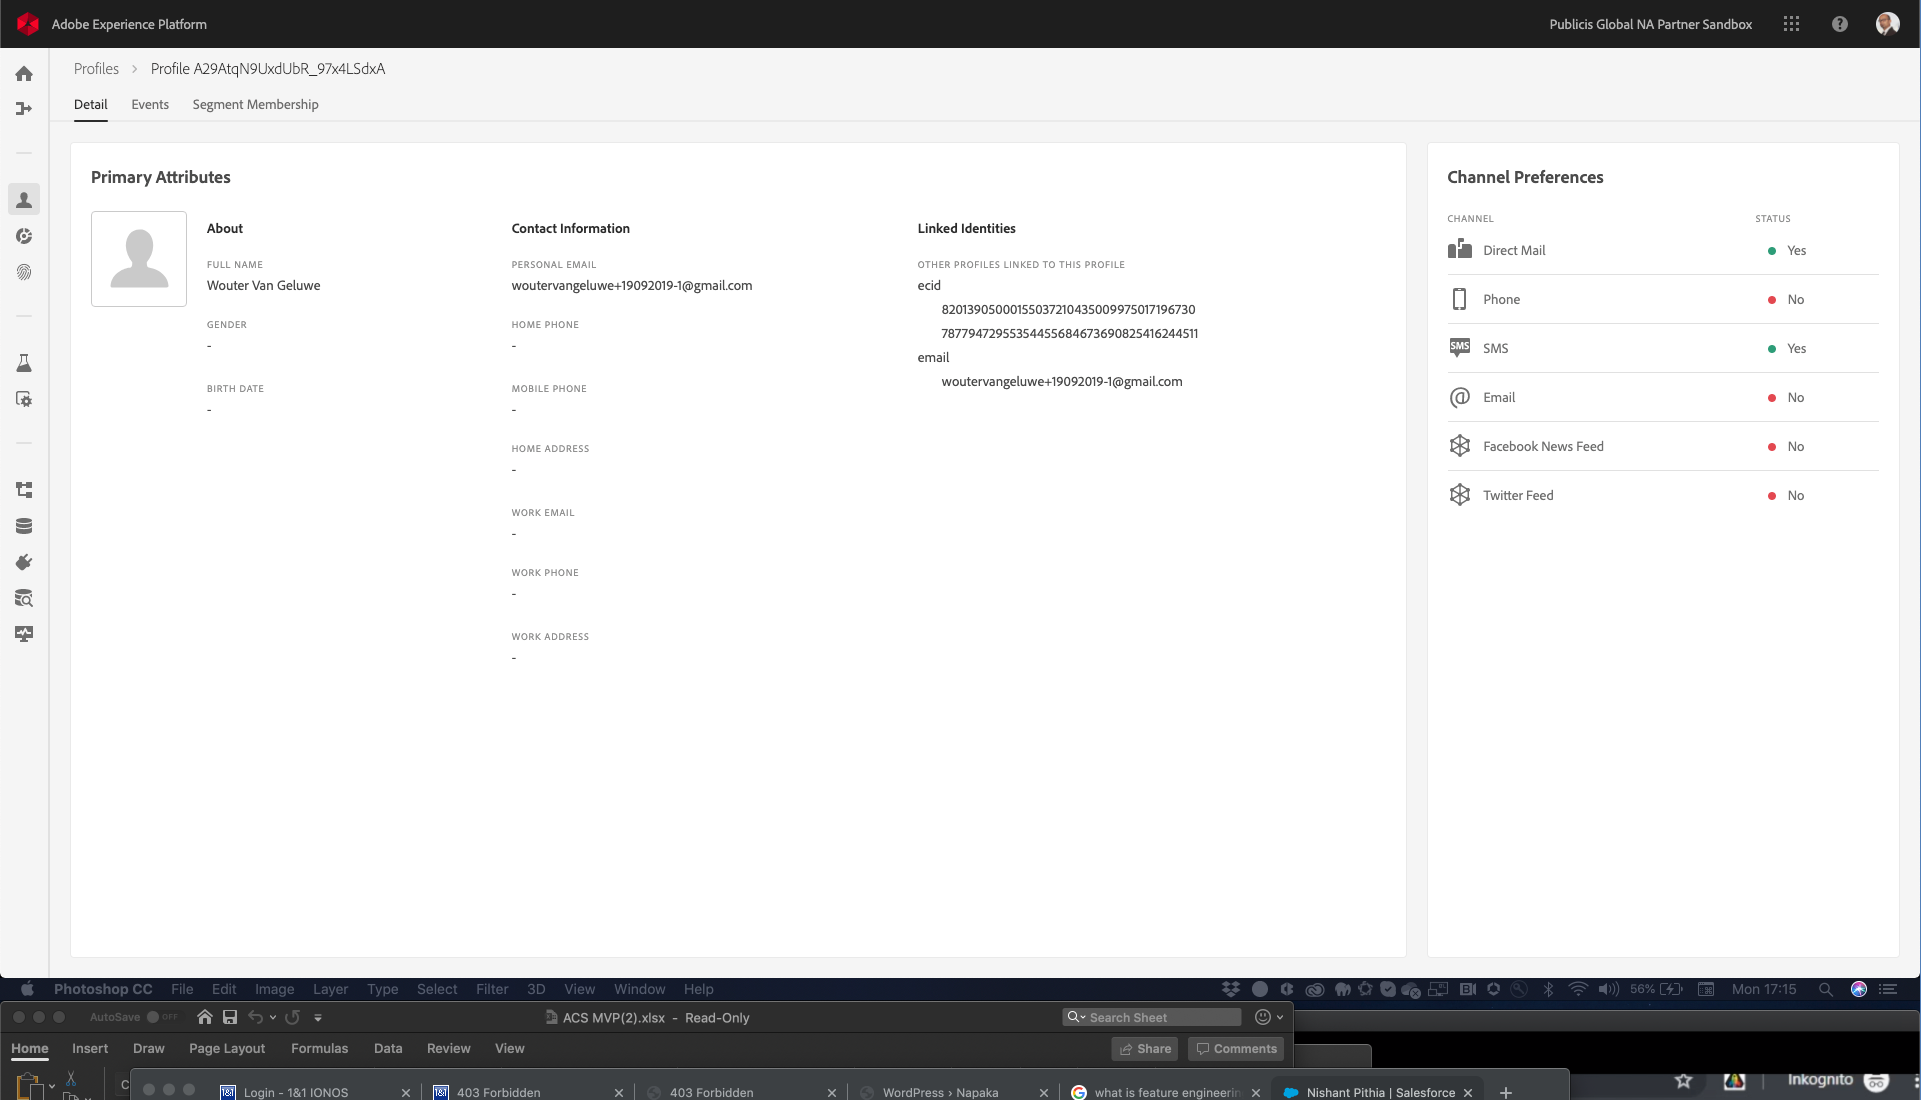 Adobe Experience Platform
Publicis Global NA Partner Sandbox
Profiles > Profile A29AtqN9UxdUbR_97x4LSdxA
Detail Events Segment Membership
Primary Attributes
About
FULL NAME
Wouter Van Geluwe
GENDER
-
BIRTH DATE
-
Contact Information
PERSONAL EMAIL
woutervangeluwe+19092019-1@gmail.com
HOME PHONE
-
MOBILE PHONE
-
HOME ADDRESS
-
WORK EMAIL
-
WORK PHONE
-
WORK ADDRESS
-
Linked Identities
OTHER PROFILES LINKED TO THIS PROFILE
ecid
82013905000155037210435009975017196730
78779472955354455684673690825416244511
email
woutervangeluwe+19092019-1@gmail.com
Channel Preferences
CHANNEL STATUS
Direct Mail Yes
Phone No
SMS SMS Yes
Email No
Facebook News Feed No
Twitter Feed No
Photoshop CC File Edit Image Layer Type Select Filter 3D View Window Help 56% Mon 17:15
AutoSave OFF ACS MVP(2).xlsx - Read-Only Search Sheet
Home Insert Draw Page Layout Formulas Data Review View Share Comments
Login - 1&1 IONOS 403 Forbidden 403 Forbidden WordPress › Napaka what is feature engineerin Nishant Pithia | Salesforce Inkognito